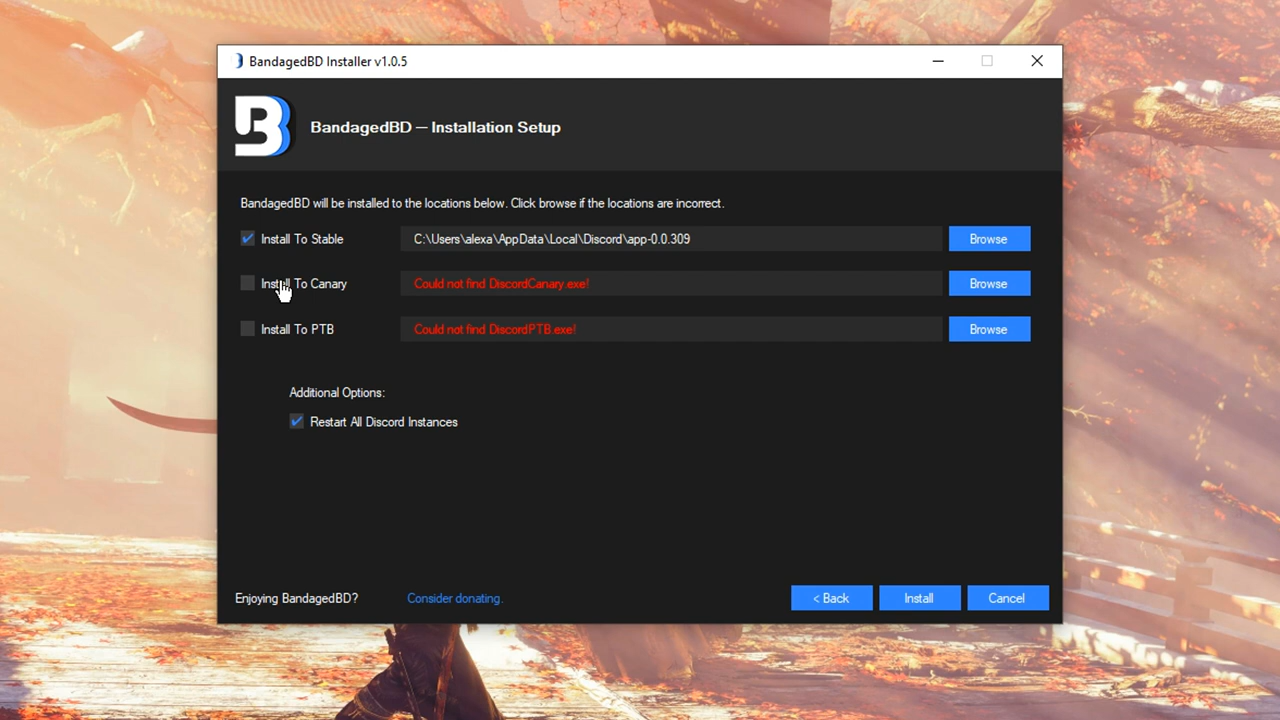 BandagedBD Installer v1.0.5
BandagedBD — Installation Setup
BandagedBD will be installed to the locations below. Click browse if the locations are incorrect.
Install To Stable C:\Users\alexa\AppData\Local\Discord\app-0.0.309 Browse
Install To Canary Could not find DiscordCanary.exe! Browse
Install To PTB Could not find DiscordPTB.exe! Browse
Additional Options:
Restart All Discord Instances
Enjoying BandagedBD? Consider donating. < Back Install Cancel